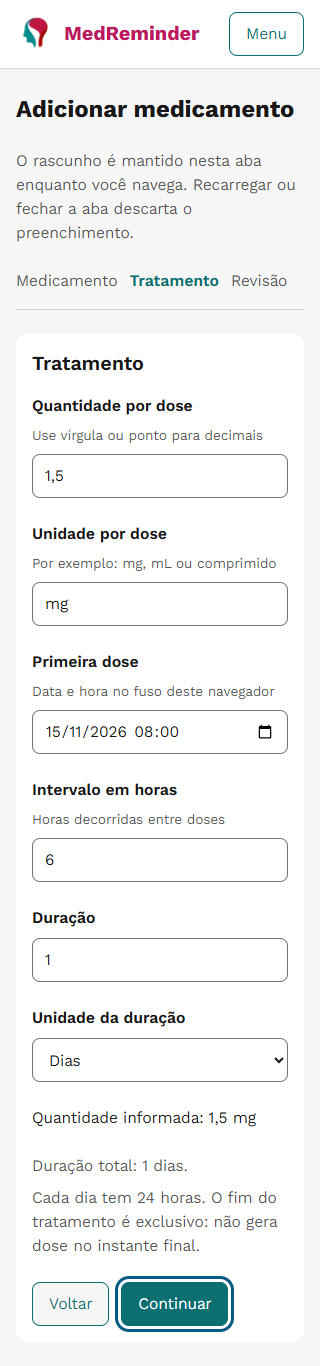 MedReminder
Menu
Adicionar medicamento
O rascunho é mantido nesta aba
enquanto você navega. Recarregar ou
fechar a aba descarta o
preenchimento.
Medicamento Tratamento Revisão
Tratamento
Quantidade por dose
Use vírgula ou ponto para decimais
1,5
Unidade por dose
Por exemplo: mg, mL ou comprimido
mg
Primeira dose
Data e hora no fuso deste navegador
15/11/2026 08:00
Intervalo em horas
Horas decorridas entre doses
6
Duração
1
Unidade da duração
Dias
Quantidade informada: 1,5 mg
Duração total: 1 dias.
Cada dia tem 24 horas. O fim do
tratamento é exclusivo: não gera
dose no instante final.
Voltar
Continuar